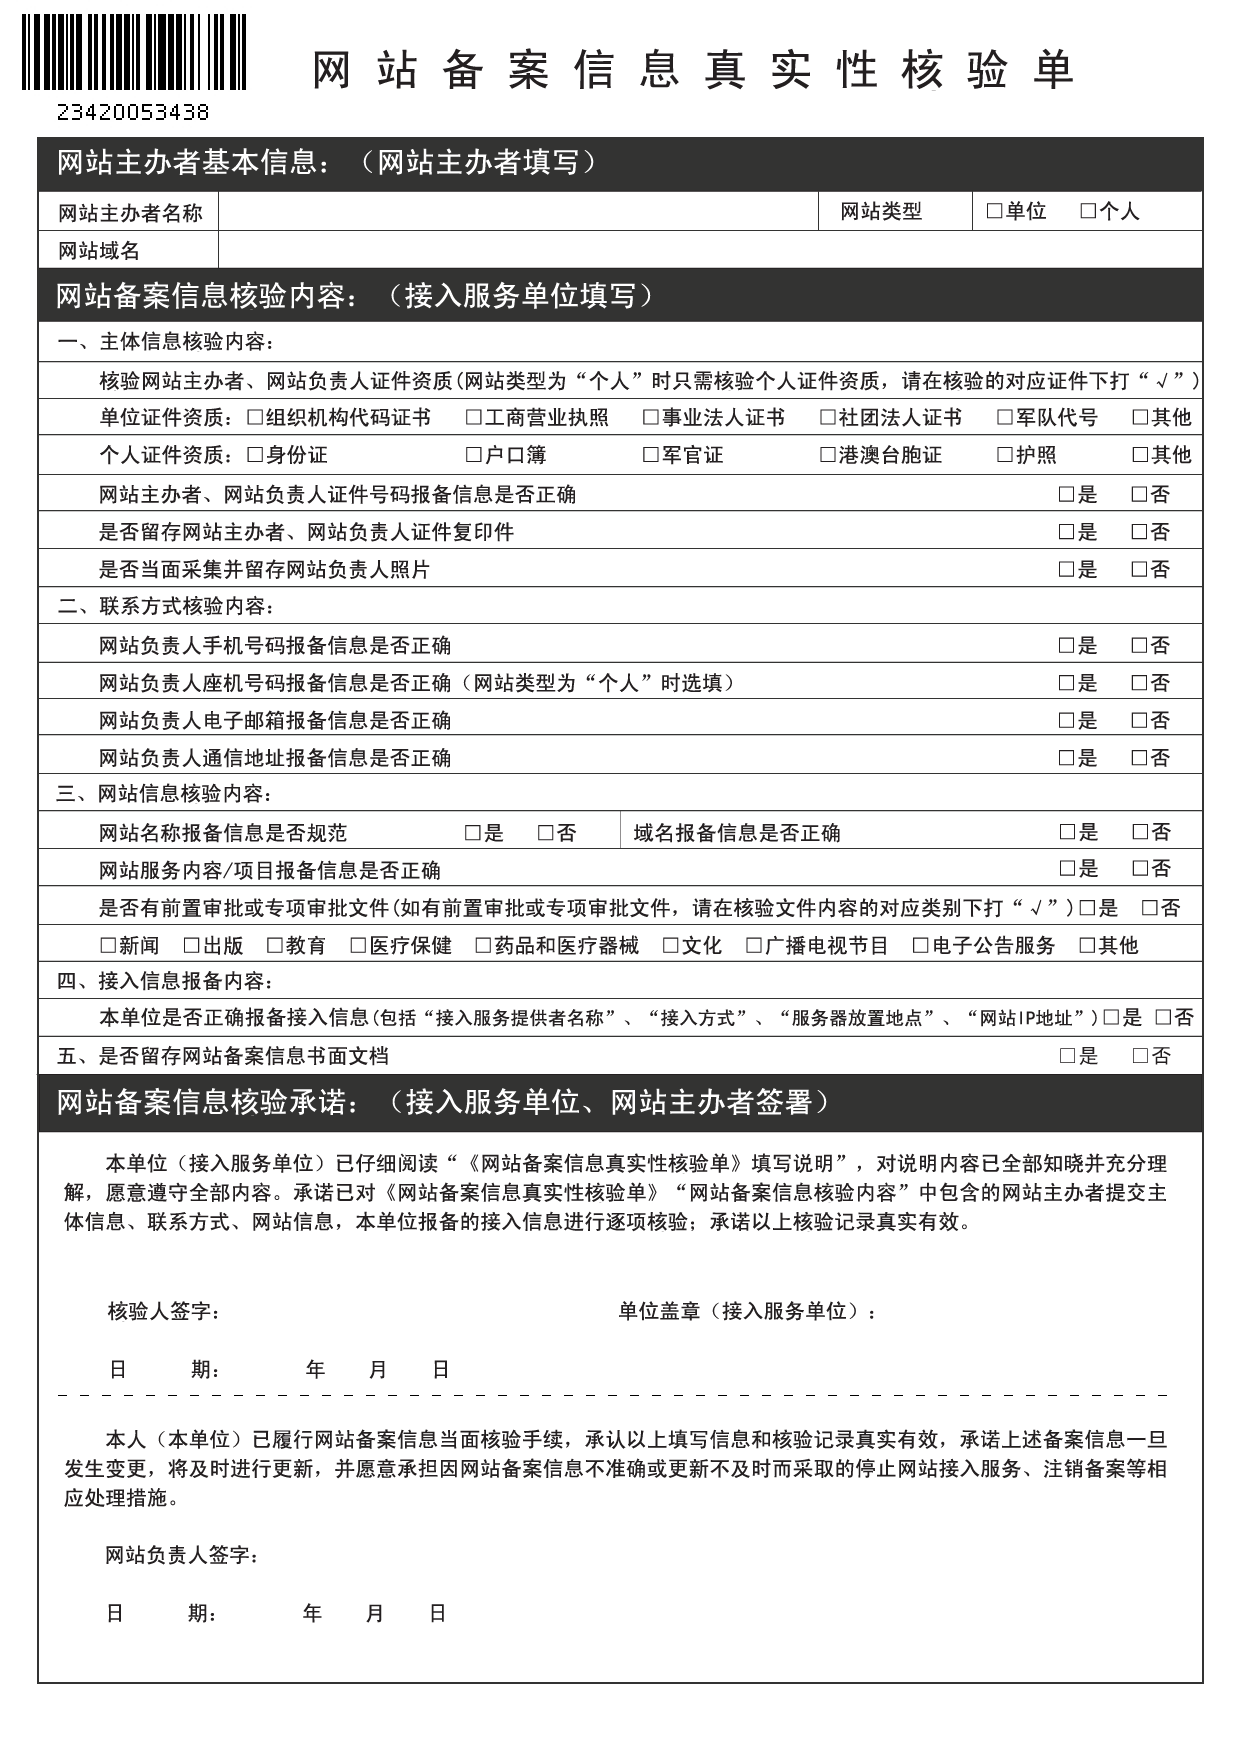 网站备案信息真实性核验单
23420053438
网站主办者基本信息：（网站主办者填写）
网站主办者名称 网站类型 □单位 □个人
网站域名
网站备案信息核验内容：（接入服务单位填写）
一、主体信息核验内容：
核验网站主办者、网站负责人证件资质(网站类型为“个人”时只需核验个人证件资质，请在核验的对应证件下打“√”)
单位证件资质：□组织机构代码证书 □工商营业执照 □事业法人证书 □社团法人证书 □军队代号 □其他
个人证件资质：□身份证 □户口簿 □军官证 □港澳台胞证 □护照 □其他
网站主办者、网站负责人证件号码报备信息是否正确 □是 □否
是否留存网站主办者、网站负责人证件复印件 □是 □否
是否当面采集并留存网站负责人照片 □是 □否
二、联系方式核验内容：
网站负责人手机号码报备信息是否正确 □是 □否
网站负责人座机号码报备信息是否正确（网站类型为“个人”时选填） □是 □否
网站负责人电子邮箱报备信息是否正确 □是 □否
网站负责人通信地址报备信息是否正确 □是 □否
三、网站信息核验内容：
网站名称报备信息是否规范 □是 □否 域名报备信息是否正确 □是 □否
网站服务内容/项目报备信息是否正确 □是 □否
是否有前置审批或专项审批文件(如有前置审批或专项审批文件，请在核验文件内容的对应类别下打“√”)□是 □否
□新闻 □出版 □教育 □医疗保健 □药品和医疗器械 □文化 □广播电视节目 □电子公告服务 □其他
四、接入信息报备内容：
本单位是否正确报备接入信息(包括“接入服务提供者名称”、“接入方式”、“服务器放置地点”、“网站IP地址”)□是 □否
五、是否留存网站备案信息书面文档 □是 □否
网站备案信息核验承诺：（接入服务单位、网站主办者签署）
本单位（接入服务单位）已仔细阅读“《网站备案信息真实性核验单》填写说明”，对说明内容已全部知晓并充分理
解，愿意遵守全部内容。承诺已对《网站备案信息真实性核验单》“网站备案信息核验内容”中包含的网站主办者提交主
体信息、联系方式、网站信息，本单位报备的接入信息进行逐项核验；承诺以上核验记录真实有效。
核验人签字： 单位盖章（接入服务单位）：
日 期： 年 月 日
本人（本单位）已履行网站备案信息当面核验手续，承认以上填写信息和核验记录真实有效，承诺上述备案信息一旦
发生变更，将及时进行更新，并愿意承担因网站备案信息不准确或更新不及时而采取的停止网站接入服务、注销备案等相
应处理措施。
网站负责人签字：
日 期： 年 月 日